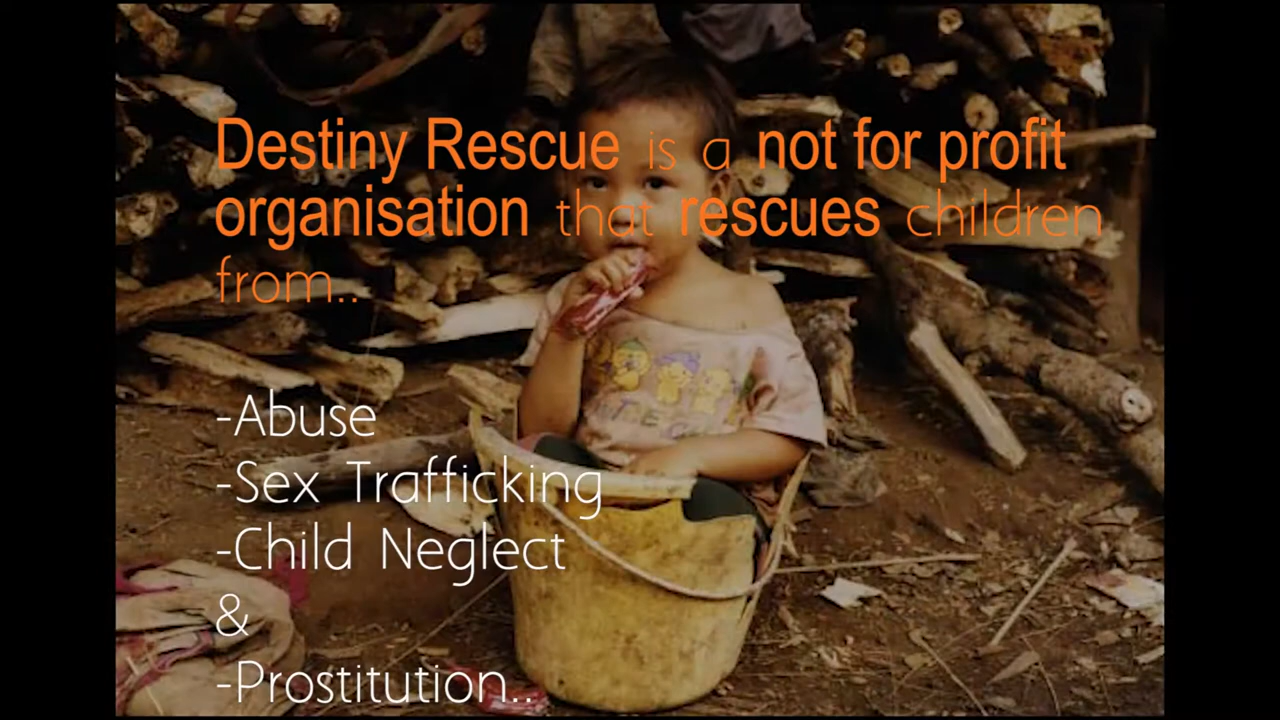 Destiny Rescue is a not for profit
organisation that rescues children
from..
-Abuse
-Sex Trafficking
-Child Neglect
&
-Prostitution..